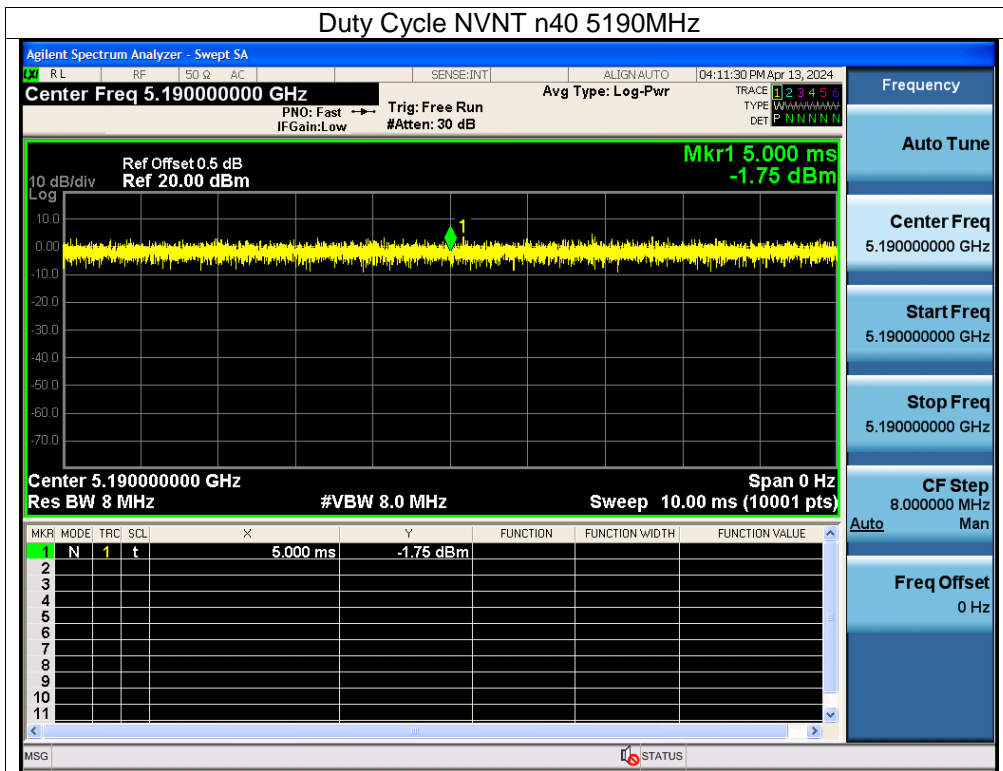 Duty Cycle NVNT n40 5190MHz
Agilent Spectrum Analyzer - Swept SA
LXI RL RF 50 Ω AC SENSE:INT ALIGN AUTO 04:11:30 PM Apr 13, 2024
Center Freq 5.190000000 GHz
PNO: Fast
IFGain:Low
Trig: Free Run
#Atten: 30 dB
Avg Type: Log-Pwr
TRACE 1 2 3 4 5 6
TYPE WWWWWW
DET P N N N N N
Mkr1 5.000 ms
-1.75 dBm
10 dB/div
Log
Ref Offset 0.5 dB
Ref 20.00 dBm
10.0
0.00
-10.0
-20.0
-30.0
-40.0
-50.0
-60.0
-70.0
1
Center 5.190000000 GHz Span 0 Hz
Res BW 8 MHz #VBW 8.0 MHz Sweep 10.00 ms (10001 pts)
MKR MODE TRC SCL X Y FUNCTION FUNCTION WIDTH FUNCTION VALUE
1 N 1 t 5.000 ms -1.75 dBm
2
3
4
5
6
7
8
9
10
11
MSG STATUS
Frequency
Auto Tune
Center Freq
5.190000000 GHz
Start Freq
5.190000000 GHz
Stop Freq
5.190000000 GHz
CF Step
8.000000 MHz
Auto Man
Freq Offset
0 Hz